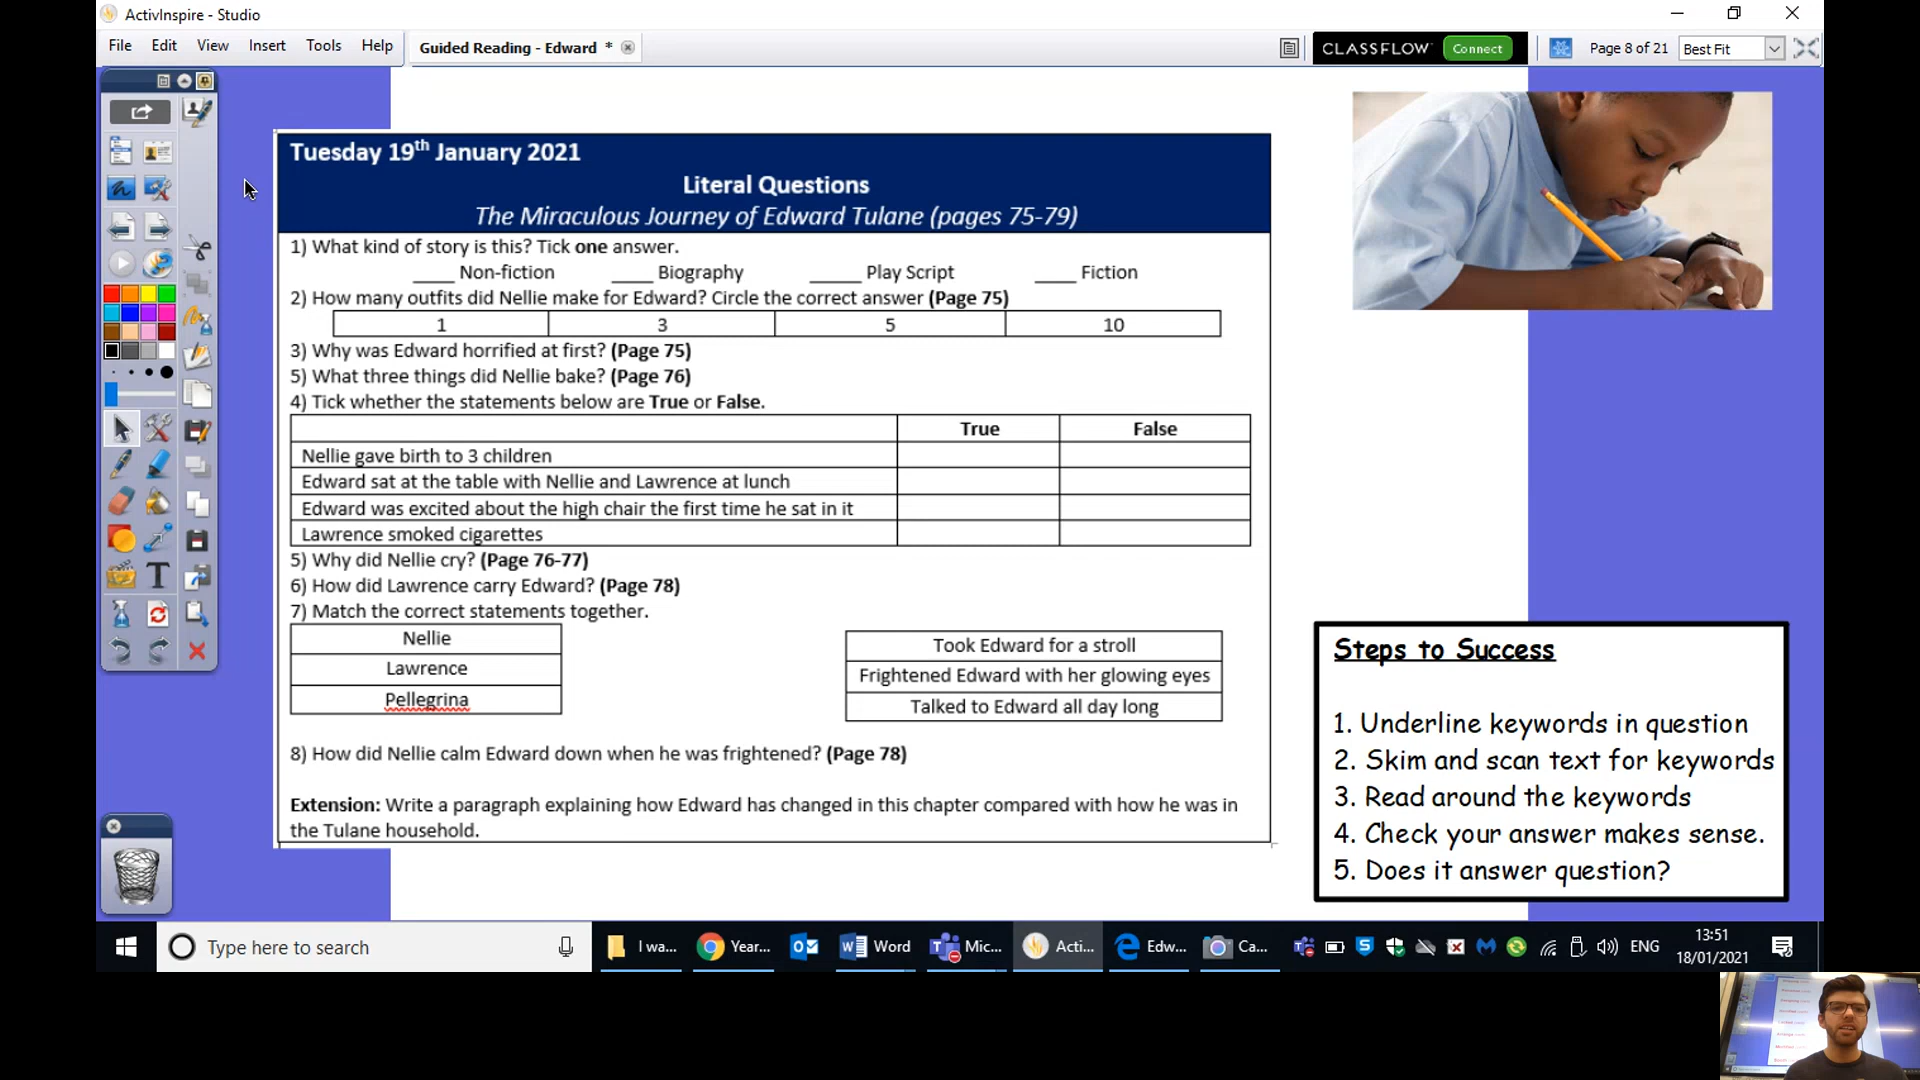 ActivInspire - Studio
File Edit View Insert Tools Help
Guided Reading - Edward *
CLASSFLOW Connect
Page 8 of 21 Best Fit
Tuesday 19th January 2021
Literal Questions
The Miraculous Journey of Edward Tulane (pages 75-79)
1) What kind of story is this? Tick one answer.
____ Non-fiction ____ Biography _____ Play Script ____ Fiction
2) How many outfits did Nellie make for Edward? Circle the correct answer (Page 75)
1 3 5 10
3) Why was Edward horrified at first? (Page 75)
5) What three things did Nellie bake? (Page 76)
4) Tick whether the statements below are True or False.
True False
Nellie gave birth to 3 children
Edward sat at the table with Nellie and Lawrence at lunch
Edward was excited about the high chair the first time he sat in it
Lawrence smoked cigarettes
5) Why did Nellie cry? (Page 76-77)
6) How did Lawrence carry Edward? (Page 78)
7) Match the correct statements together.
Nellie
Lawrence
Pellegrina
Took Edward for a stroll
Frightened Edward with her glowing eyes
Talked to Edward all day long
8) How did Nellie calm Edward down when he was frightened? (Page 78)
Extension: Write a paragraph explaining how Edward has changed in this chapter compared with how he was in
the Tulane household.
Steps to Success
1. Underline keywords in question
2. Skim and scan text for keywords
3. Read around the keywords
4. Check your answer makes sense.
5. Does it answer question?
Type here to search
I wa... Year... Word Mic... Acti... Edw... Ca... ENG
13:51
18/01/2021